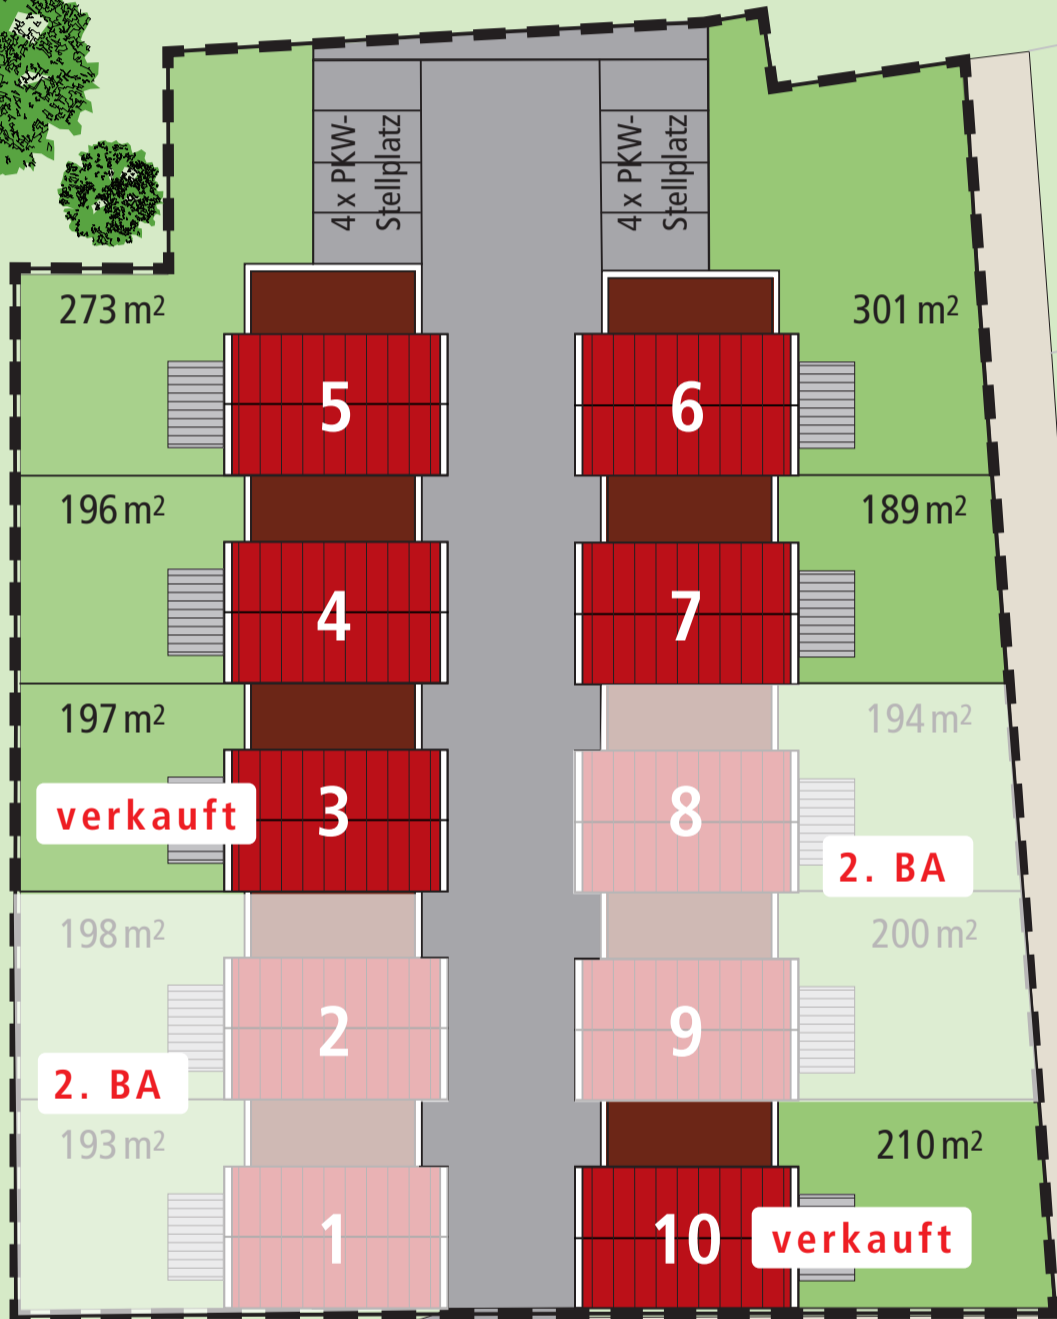 4 x PKW-
Stellplatz
4 x PKW-
Stellplatz
273 m²
301 m²
5
6
196 m²
189 m²
4
7
197 m²
194 m²
verkauft
3
8
2. BA
198 m²
200 m²
2
9
2. BA
193 m²
210 m²
1
10
verkauft